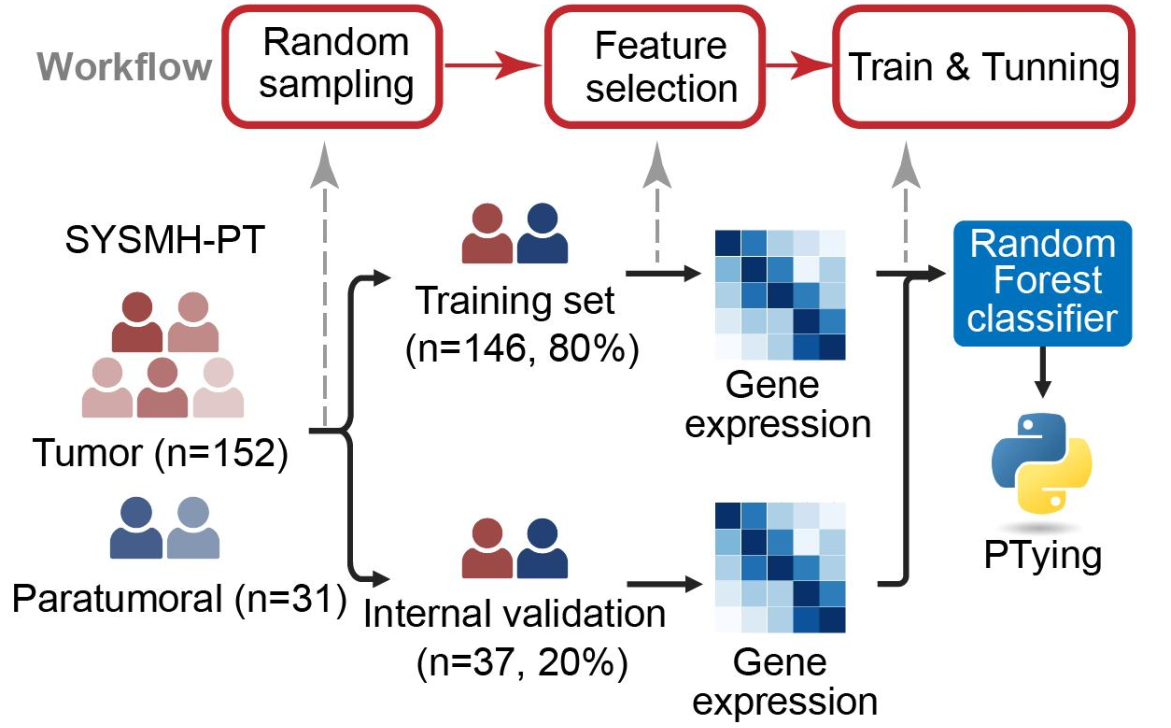 Workflow
Random
sampling
Feature
selection
Train & Tunning
SYSMH-PT
Tumor (n=152)
Paratumoral (n=31)
Training set
(n=146, 80%)
Internal validation
(n=37, 20%)
Gene
expression
Gene
expression
Random
Forest
classifier
PTying